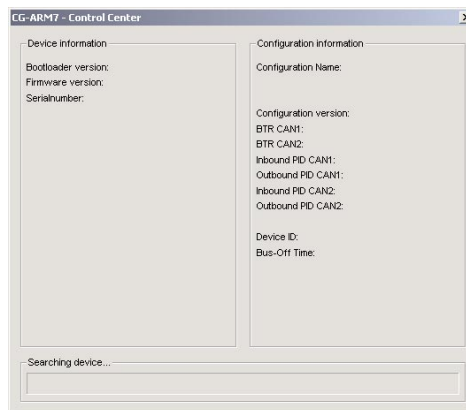 CG-ARM7 - Control Center
Device information
Bootloader version:
Firmware version:
Serialnumber:
Configuration information
Configuration Name:
Configuration version:
BTR CAN1:
BTR CAN2:
Inbound PID CAN1:
Outbound PID CAN1:
Inbound PID CAN2:
Outbound PID CAN2:
Device ID:
Bus-Off Time:
Searching device...